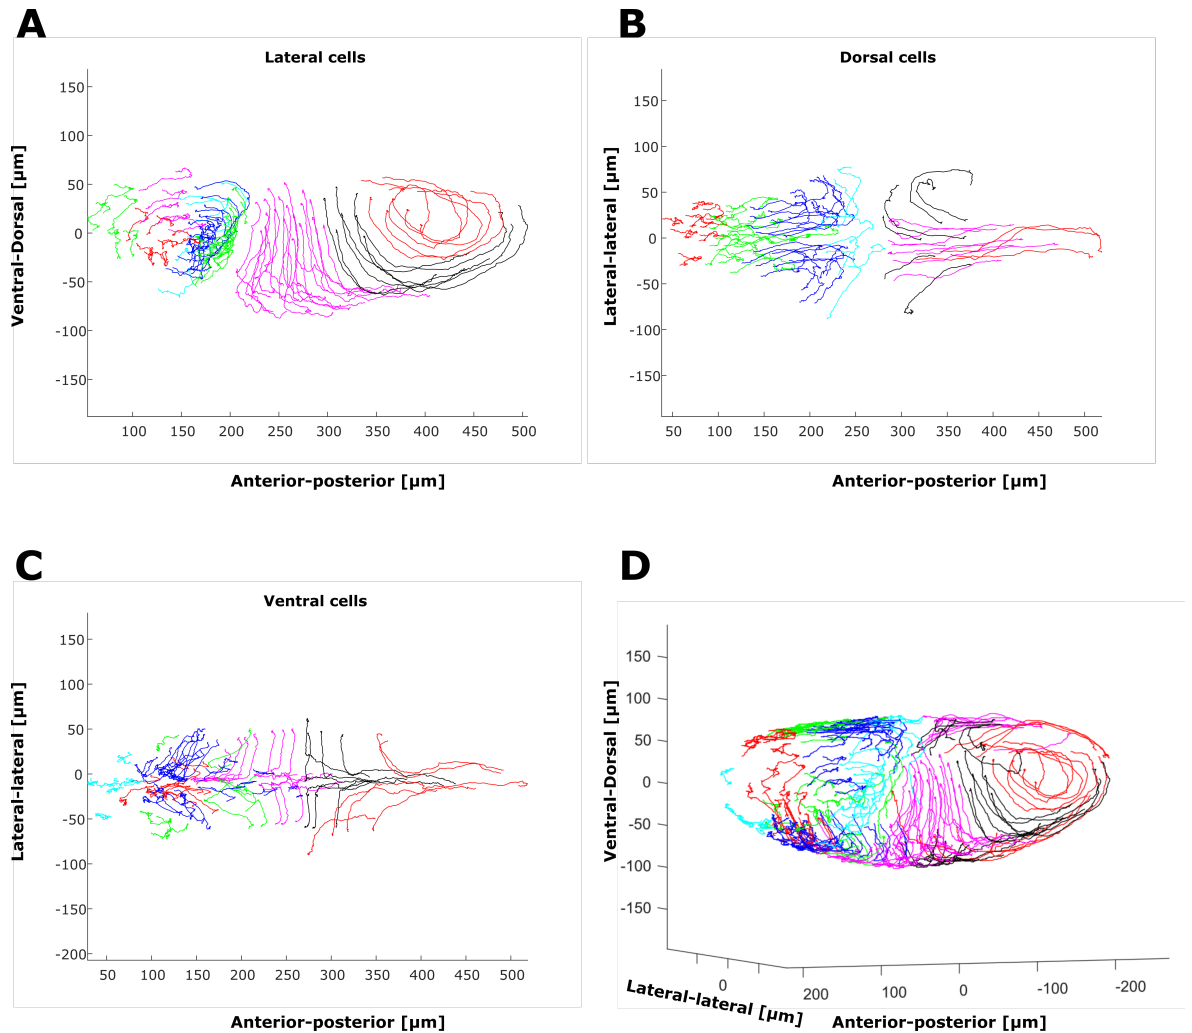 A
Lateral cells
Ventral-Dorsal [µm]
150
100
50
0
-50
-100
-150
100 150 200 250 300 350 400 450 500
Anterior-posterior [µm]
B
Dorsal cells
Lateral-lateral [µm]
150
100
50
0
-50
-100
-150
50 100 150 200 250 300 350 400 450 500
Anterior-posterior [µm]
C
Ventral cells
Lateral-lateral [µm]
150
100
50
0
-50
-100
-150
-200
50 100 150 200 250 300 350 400 450 500
Anterior-posterior [µm]
D
Ventral-Dorsal [µm]
150
100
50
0
-50
-100
-150
0
Lateral-lateral [µm]
200 100 0 -100 -200
Anterior-posterior [µm]